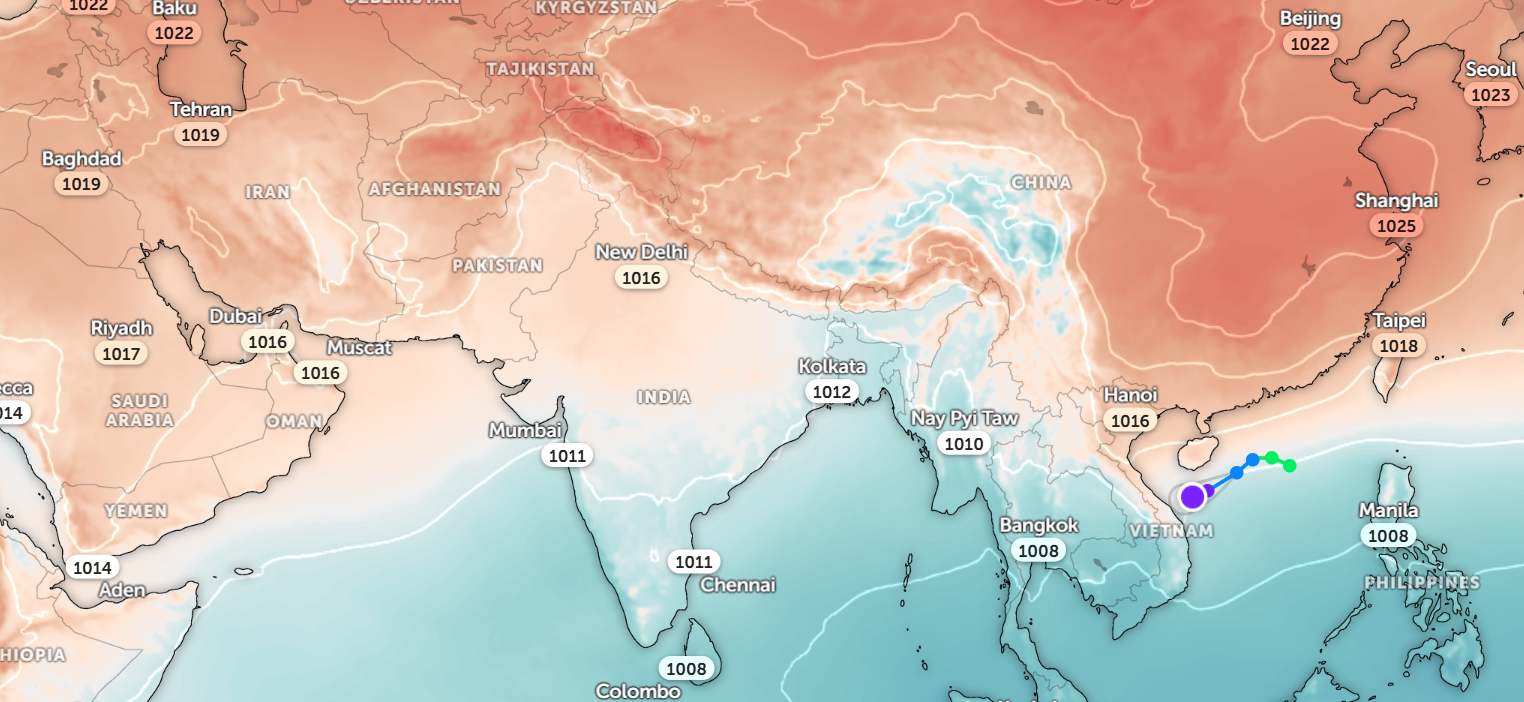 1022
Baku
1022
UZBEKISTAN
KYRGYZSTAN
Beijing
1022
TAJIKISTAN
Seoul
1023
Tehran
1019
Baghdad
1019
IRAN
AFGHANISTAN
CHINA
Shanghai
1025
New Delhi
1016
PAKISTAN
Dubai
1016
Riyadh
1017
Muscat
1016
Taipei
1018
Kolkata
1012
ecca
014
SAUDI
ARABIA
OMAN
INDIA
Hanoi
1016
Mumbai
1011
Nay Pyi Taw
1010
YEMEN
Manila
1008
Bangkok
1008
VIETNAM
1014
Aden
1011
Chennai
PHILIPPINES
HIOPIA
1008
Colombo